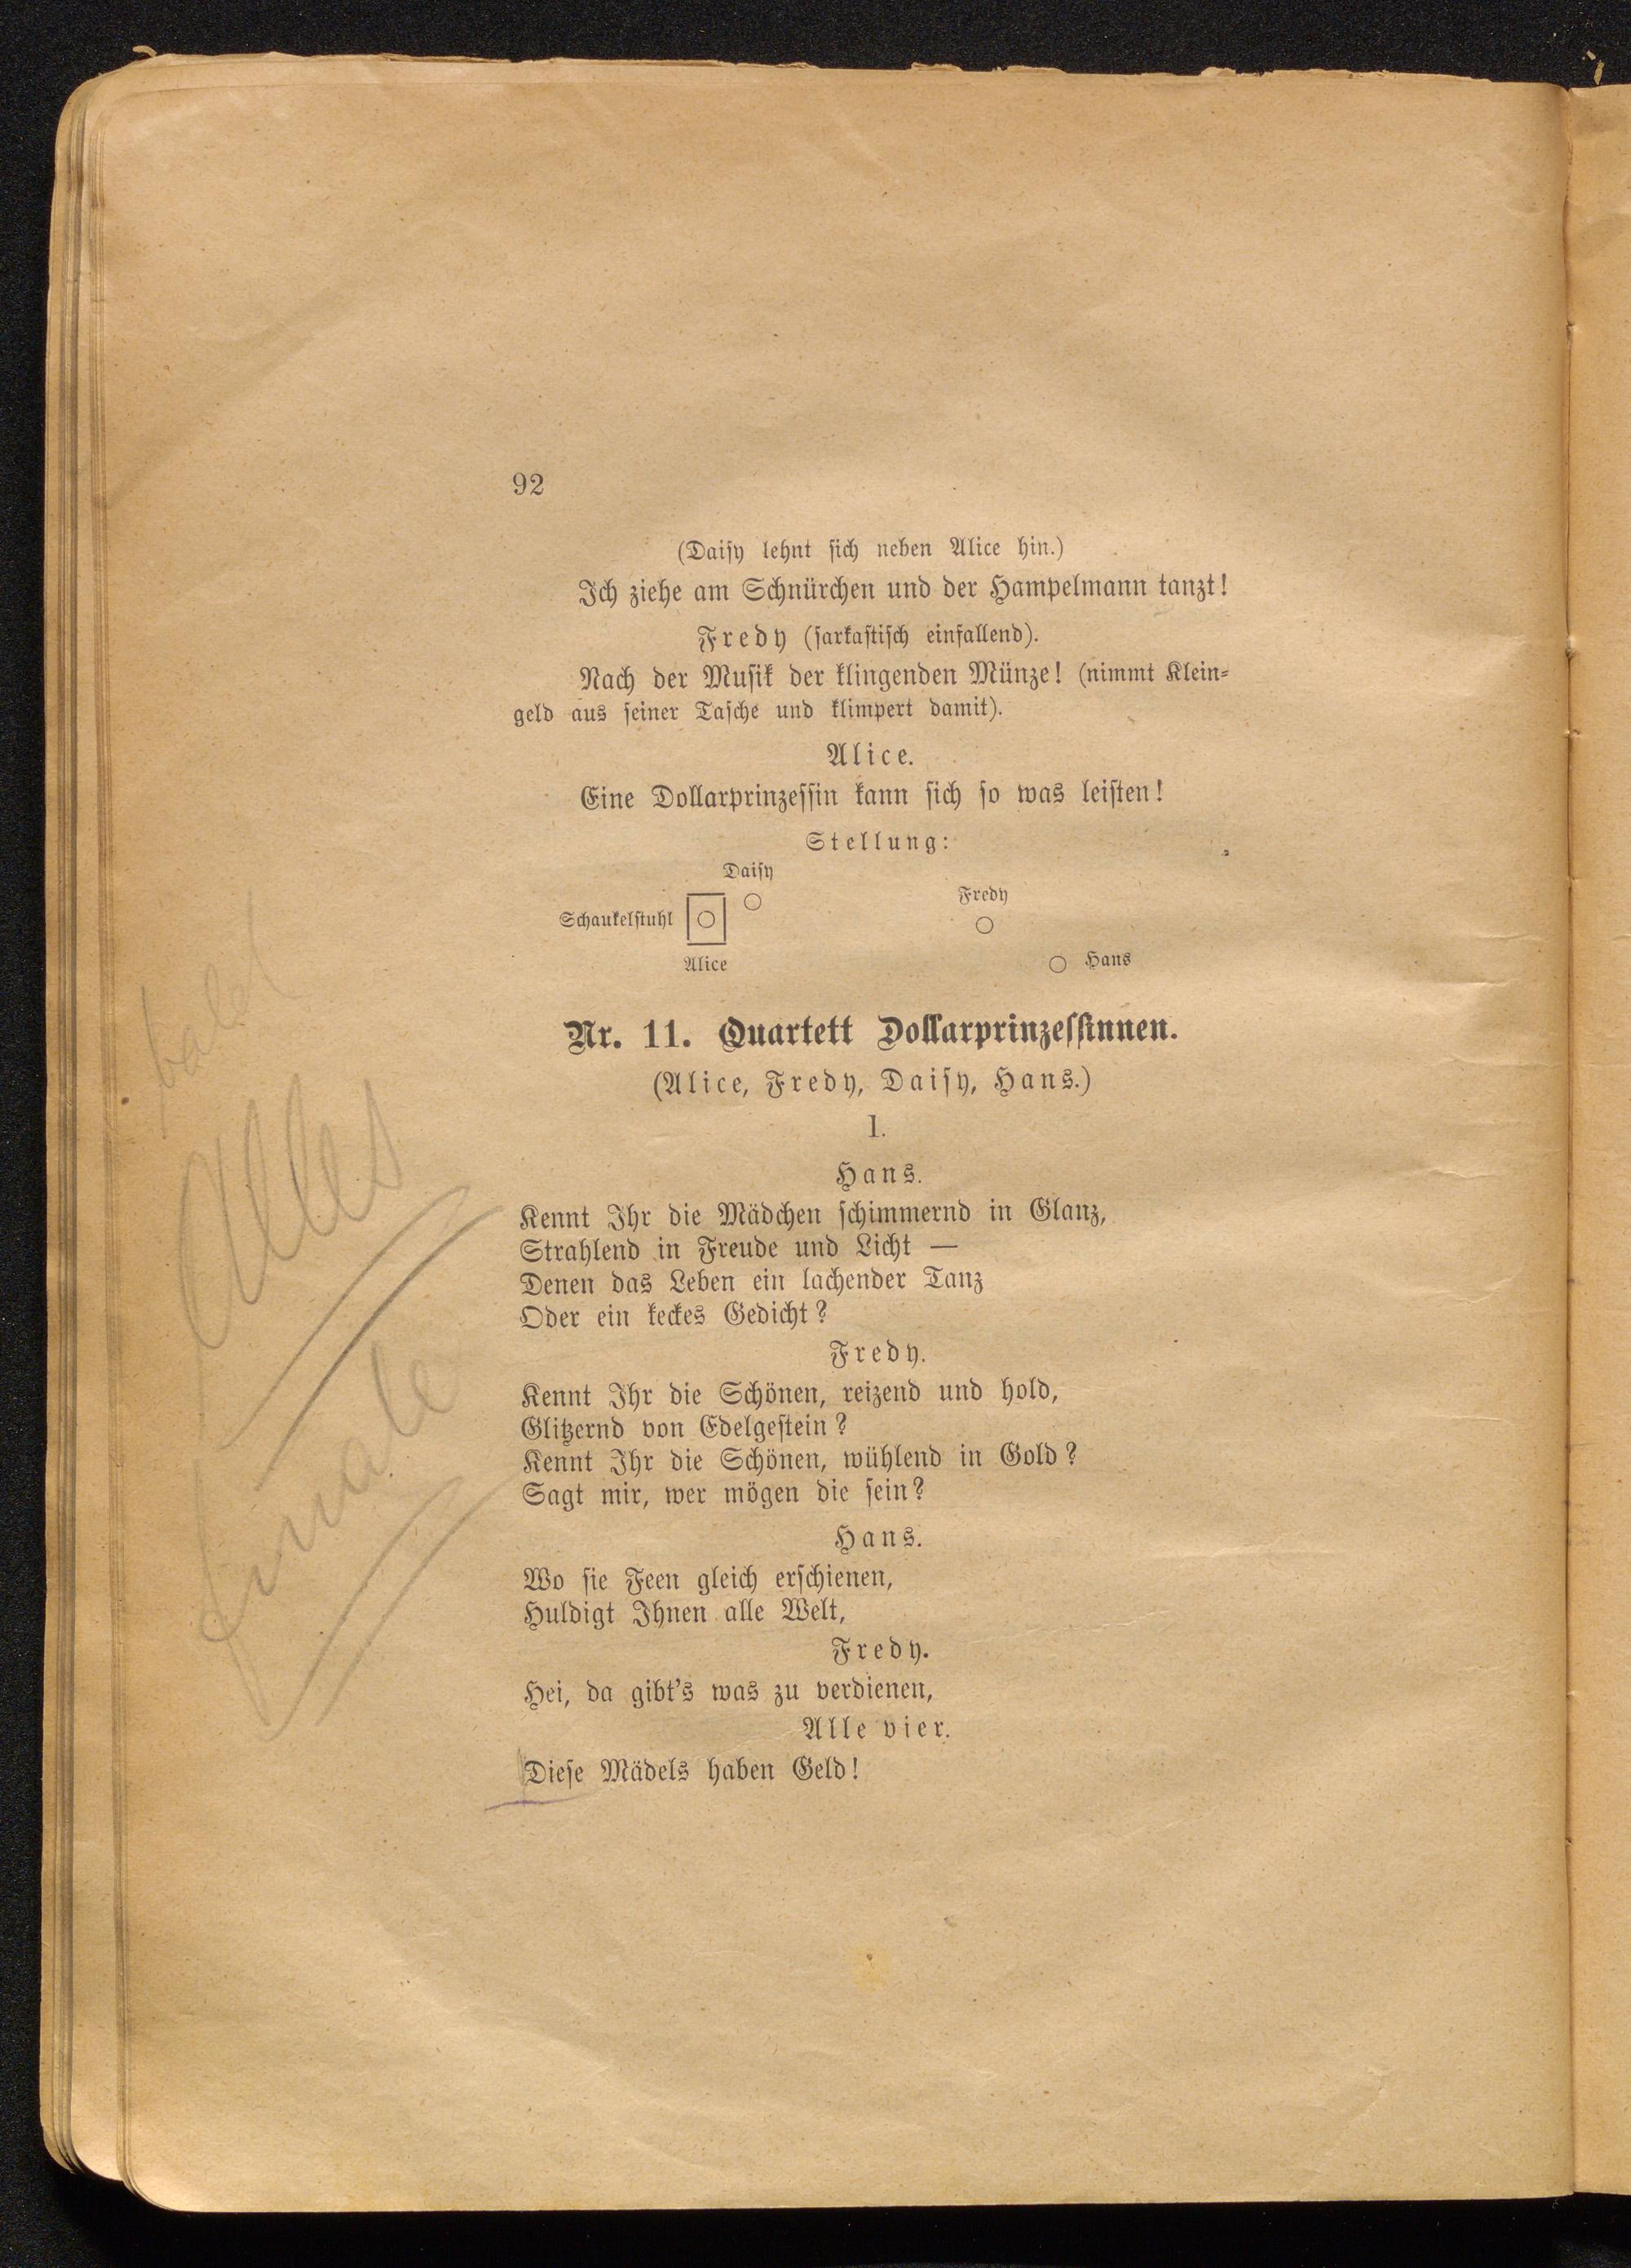 92
(Daisy lehnt sich neben Alice hin.)
Ich ziehe am Schnürchen und der Hampelmann tanzt!
Fredy (sarkastisch einfallend).
Nach der Musik der klingenden Münze! (nimmt Klein-
geld aus seiner Tasche und klimpert damit).
Alice.
Eine Dollarprinzessin kann sich so was leisten!
Stellung:
Daisy
Fredy
Schaukelstuhl
Alice
Hans
Nr. 11. Quartett Dollarprinzessinnen.
(Alice, Fredy, Daisy, Hans.)
1.
Hans.
Kennt Ihr die Mädchen schimmernd in Glanz,
Strahlend in Freude und Licht —
Denen das Leben ein lachender Tanz
Oder ein keckes Gedicht?
Fredy.
Kennt Ihr die Schönen, reizend und hold,
Glitzernd von Edelgestein?
Kennt Ihr die Schönen, wühlend in Gold?
Sagt mir, wer mögen die sein?
Hans.
Wo sie Feen gleich erschienen,
Huldigt Ihnen alle Welt,
Fredy.
Hei, da gibt's was zu verdienen,
Alle vier.
Diese Mädels haben Geld!
bald
Alles
finale